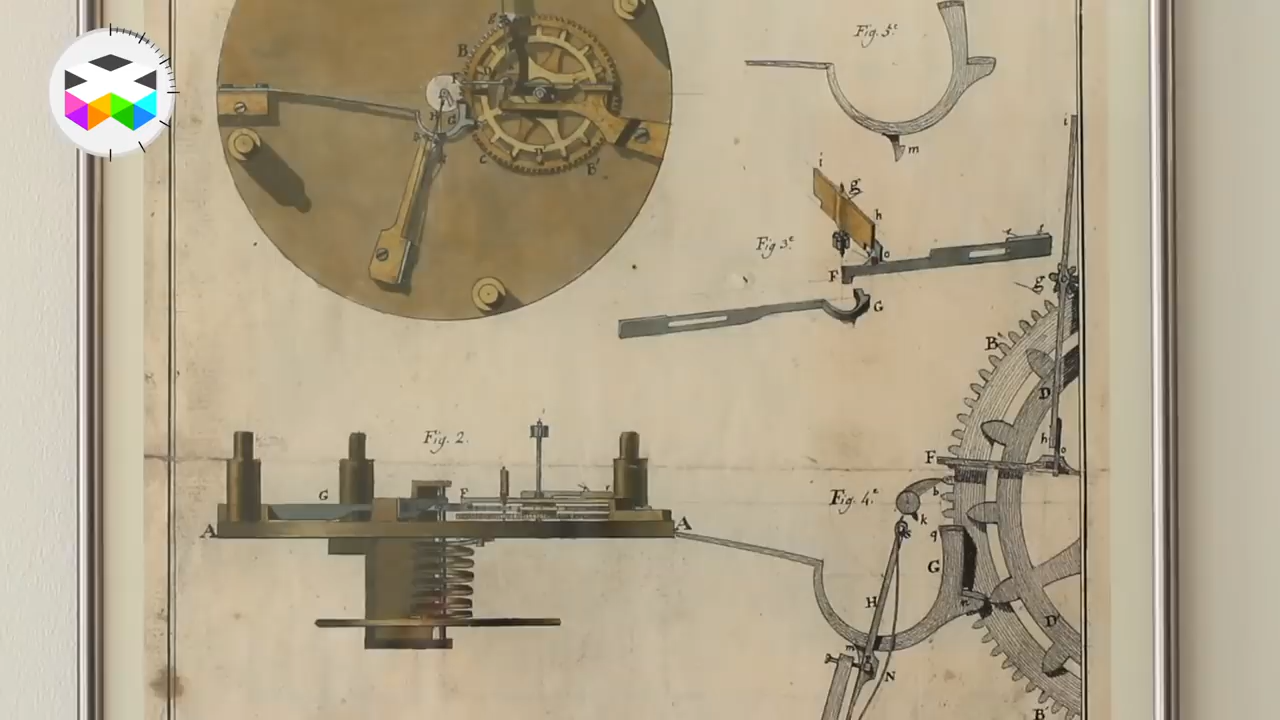 Fig. 5.e
m
B
C
B'
i
g
h
o
Fig 3.e
F
G
i
g
B'
D
h
o
F
Fig. 2.
i
G
F
r
A
A
Fig. 4.e
b
k
s
q
G
H
r
D'
m
N
B'